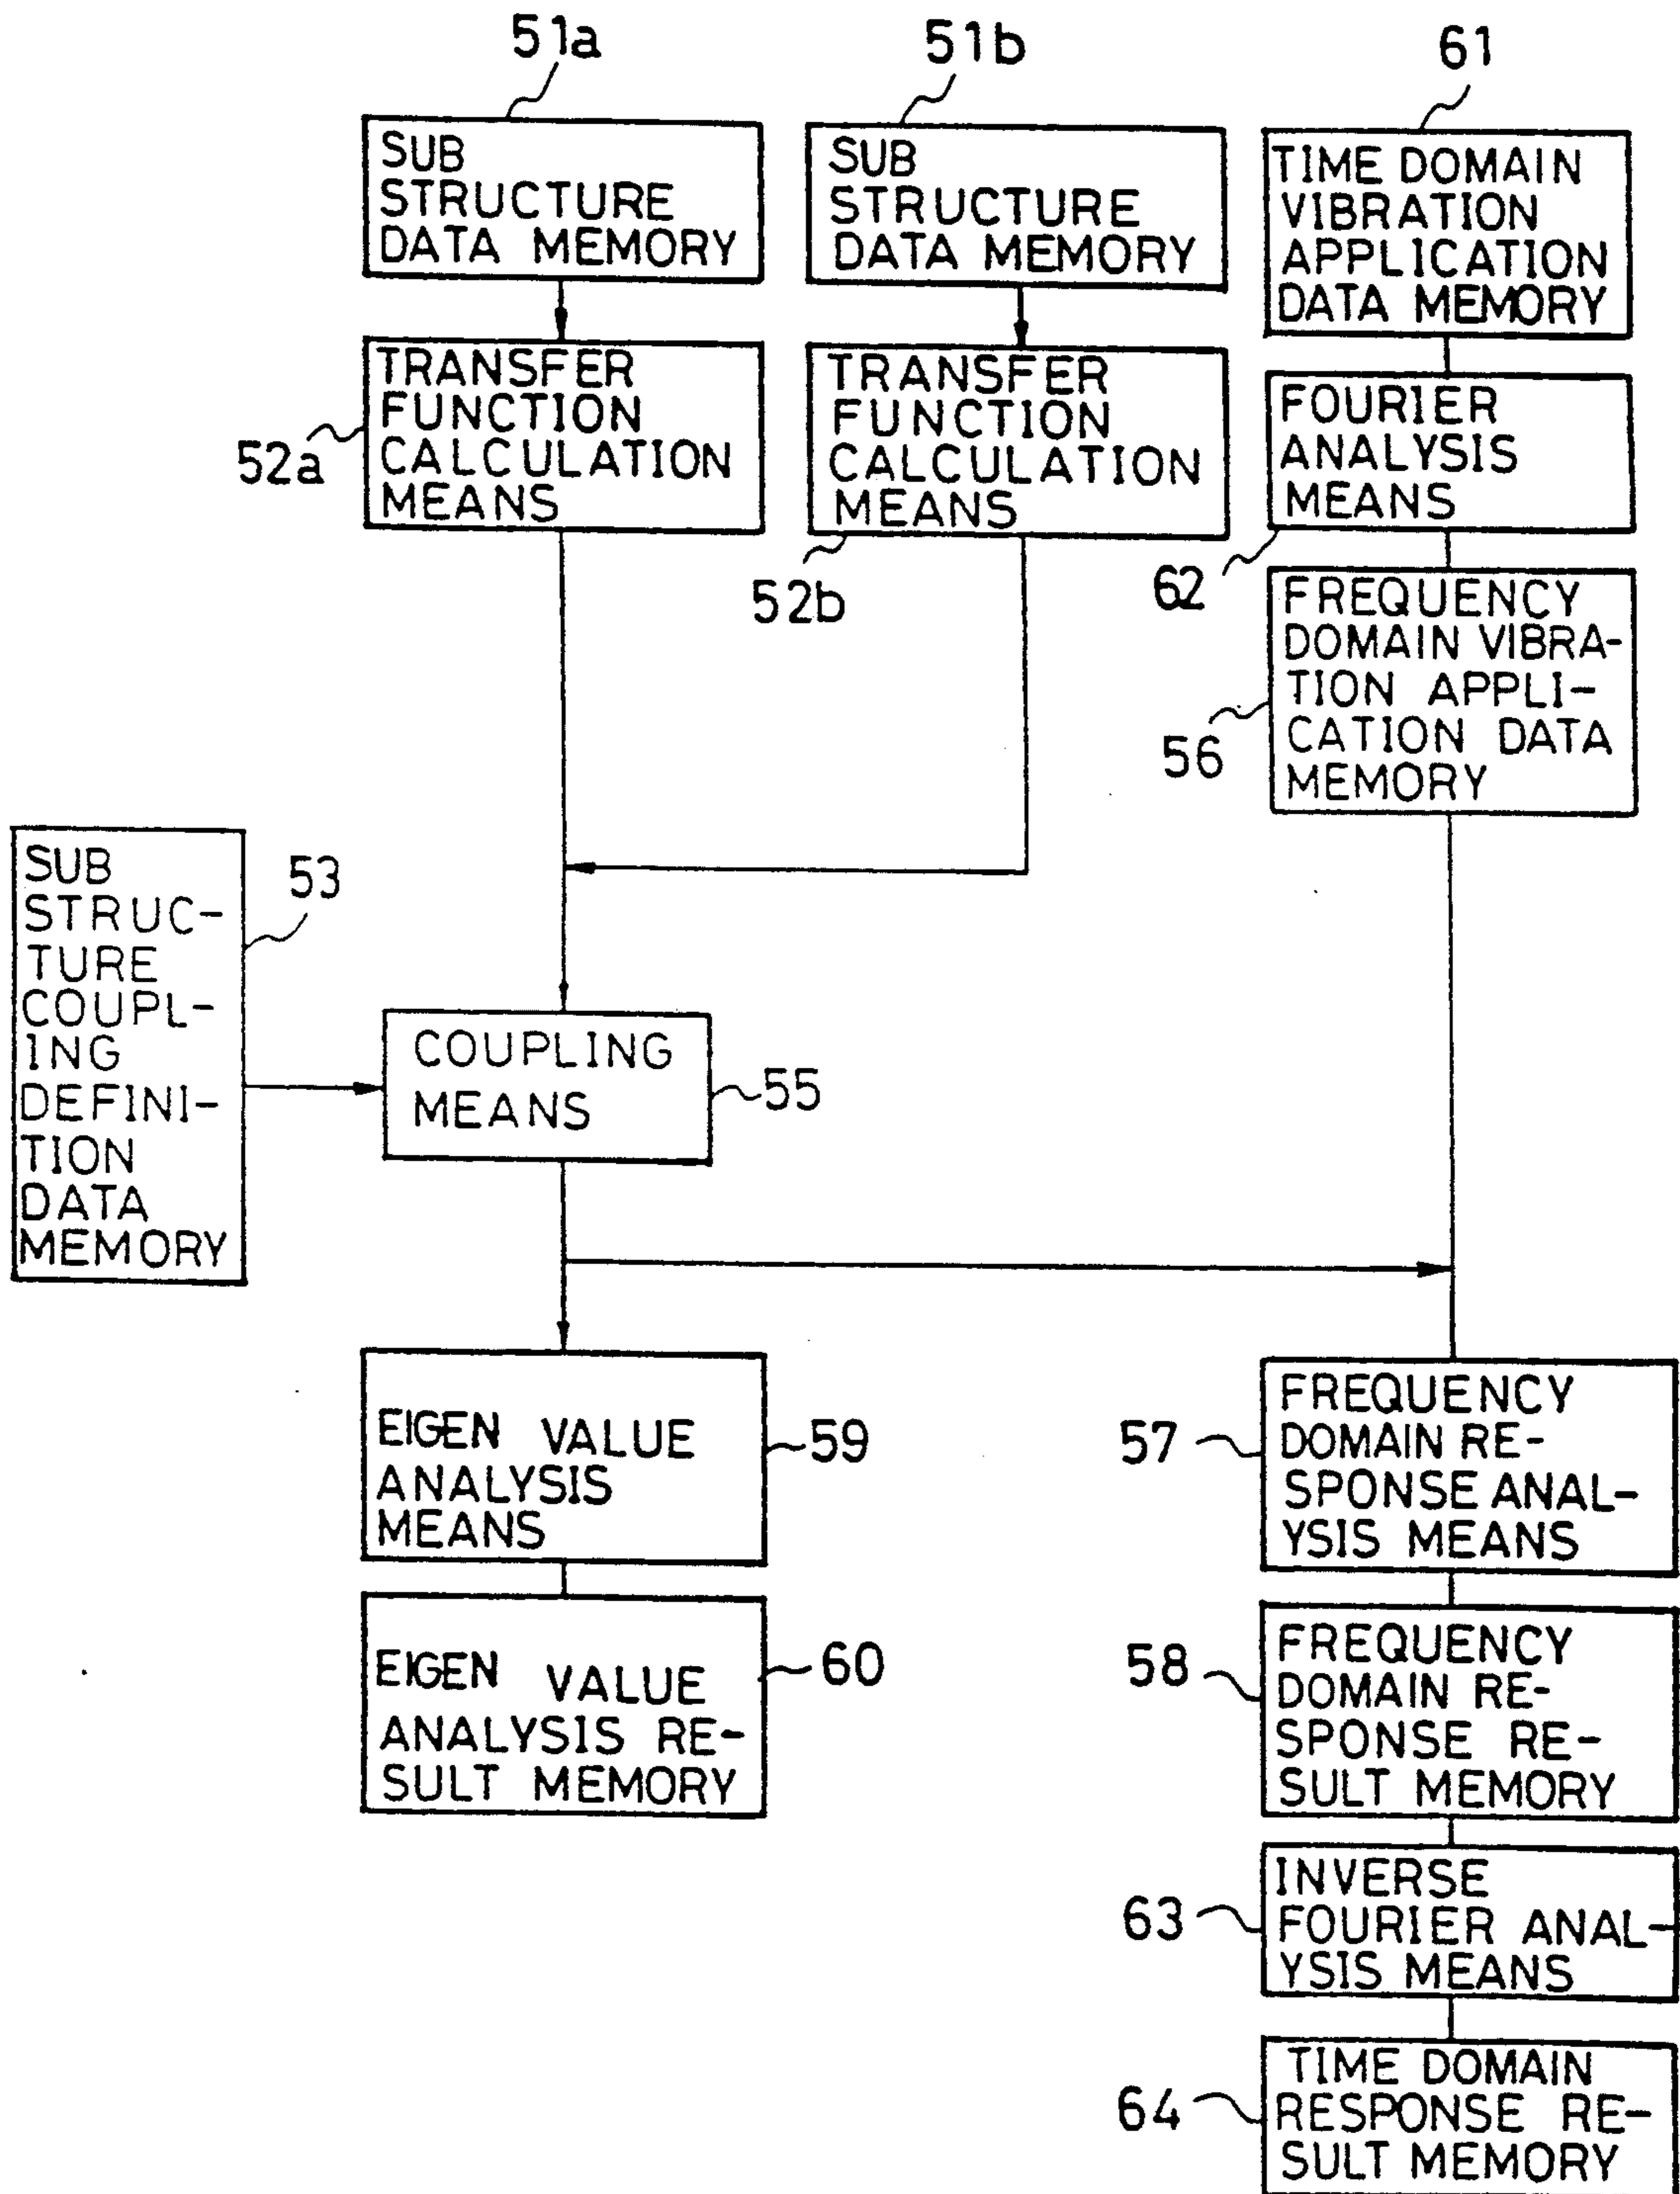 51a
51b
61
SUB
STRUCTURE
DATA MEMORY
SUB
STRUCTURE
DATA MEMORY
TIME DOMAIN
VIBRATION
APPLICATION
DATA MEMORY
TRANSFER
FUNCTION
CALCULATION
MEANS
52a
TRANSFER
FUNCTION
CALCULATION
MEANS
52b
FOURIER
ANALYSIS
MEANS
62
FREQUENCY
DOMAIN VIBRA-
TION APPLI-
CATION DATA
MEMORY
56
SUB
STRUC-
TURE
COUPL-
ING
DEFINI-
TION
DATA
MEMORY
53
COUPLING
MEANS
55
EIGEN VALUE
ANALYSIS
MEANS
59
FREQUENCY
DOMAIN RE-
SPONSE ANAL-
YSIS MEANS
57
EIGEN VALUE
ANALYSIS RE-
SULT MEMORY
60
FREQUENCY
DOMAIN RE-
SPONSE RE-
SULT MEMORY
58
INVERSE
FOURIER ANAL-
YSIS MEANS
63
TIME DOMAIN
RESPONSE RE-
SULT MEMORY
64